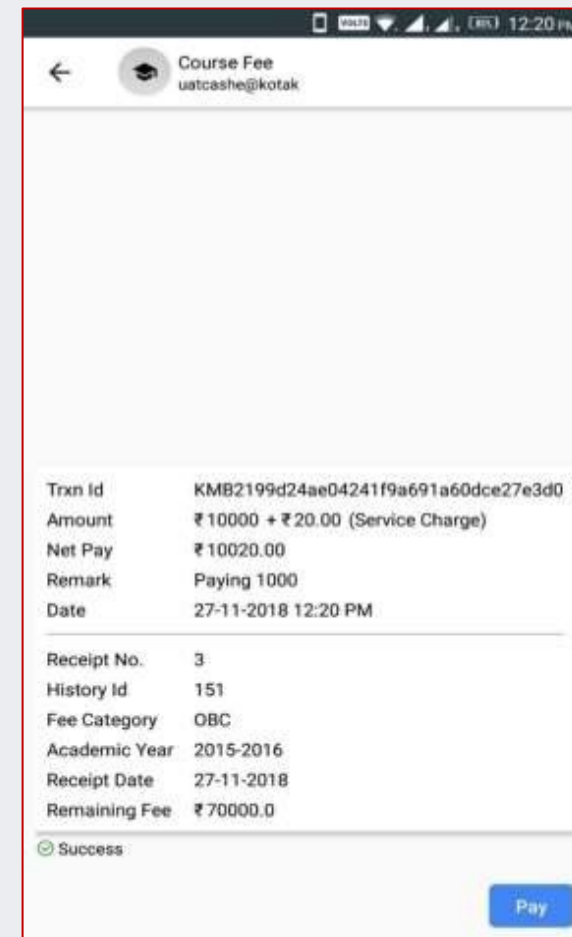 VoLTE 12:20 PM
Course Fee
uatcashe@kotak
Trxn Id KMB2199d24ae04241f9a691a60dce27e3d0
Amount ₹10000 + ₹20.00 (Service Charge)
Net Pay ₹10020.00
Remark Paying 1000
Date 27-11-2018 12:20 PM
Receipt No. 3
History Id 151
Fee Category OBC
Academic Year 2015-2016
Receipt Date 27-11-2018
Remaining Fee ₹70000.0
Success
Pay